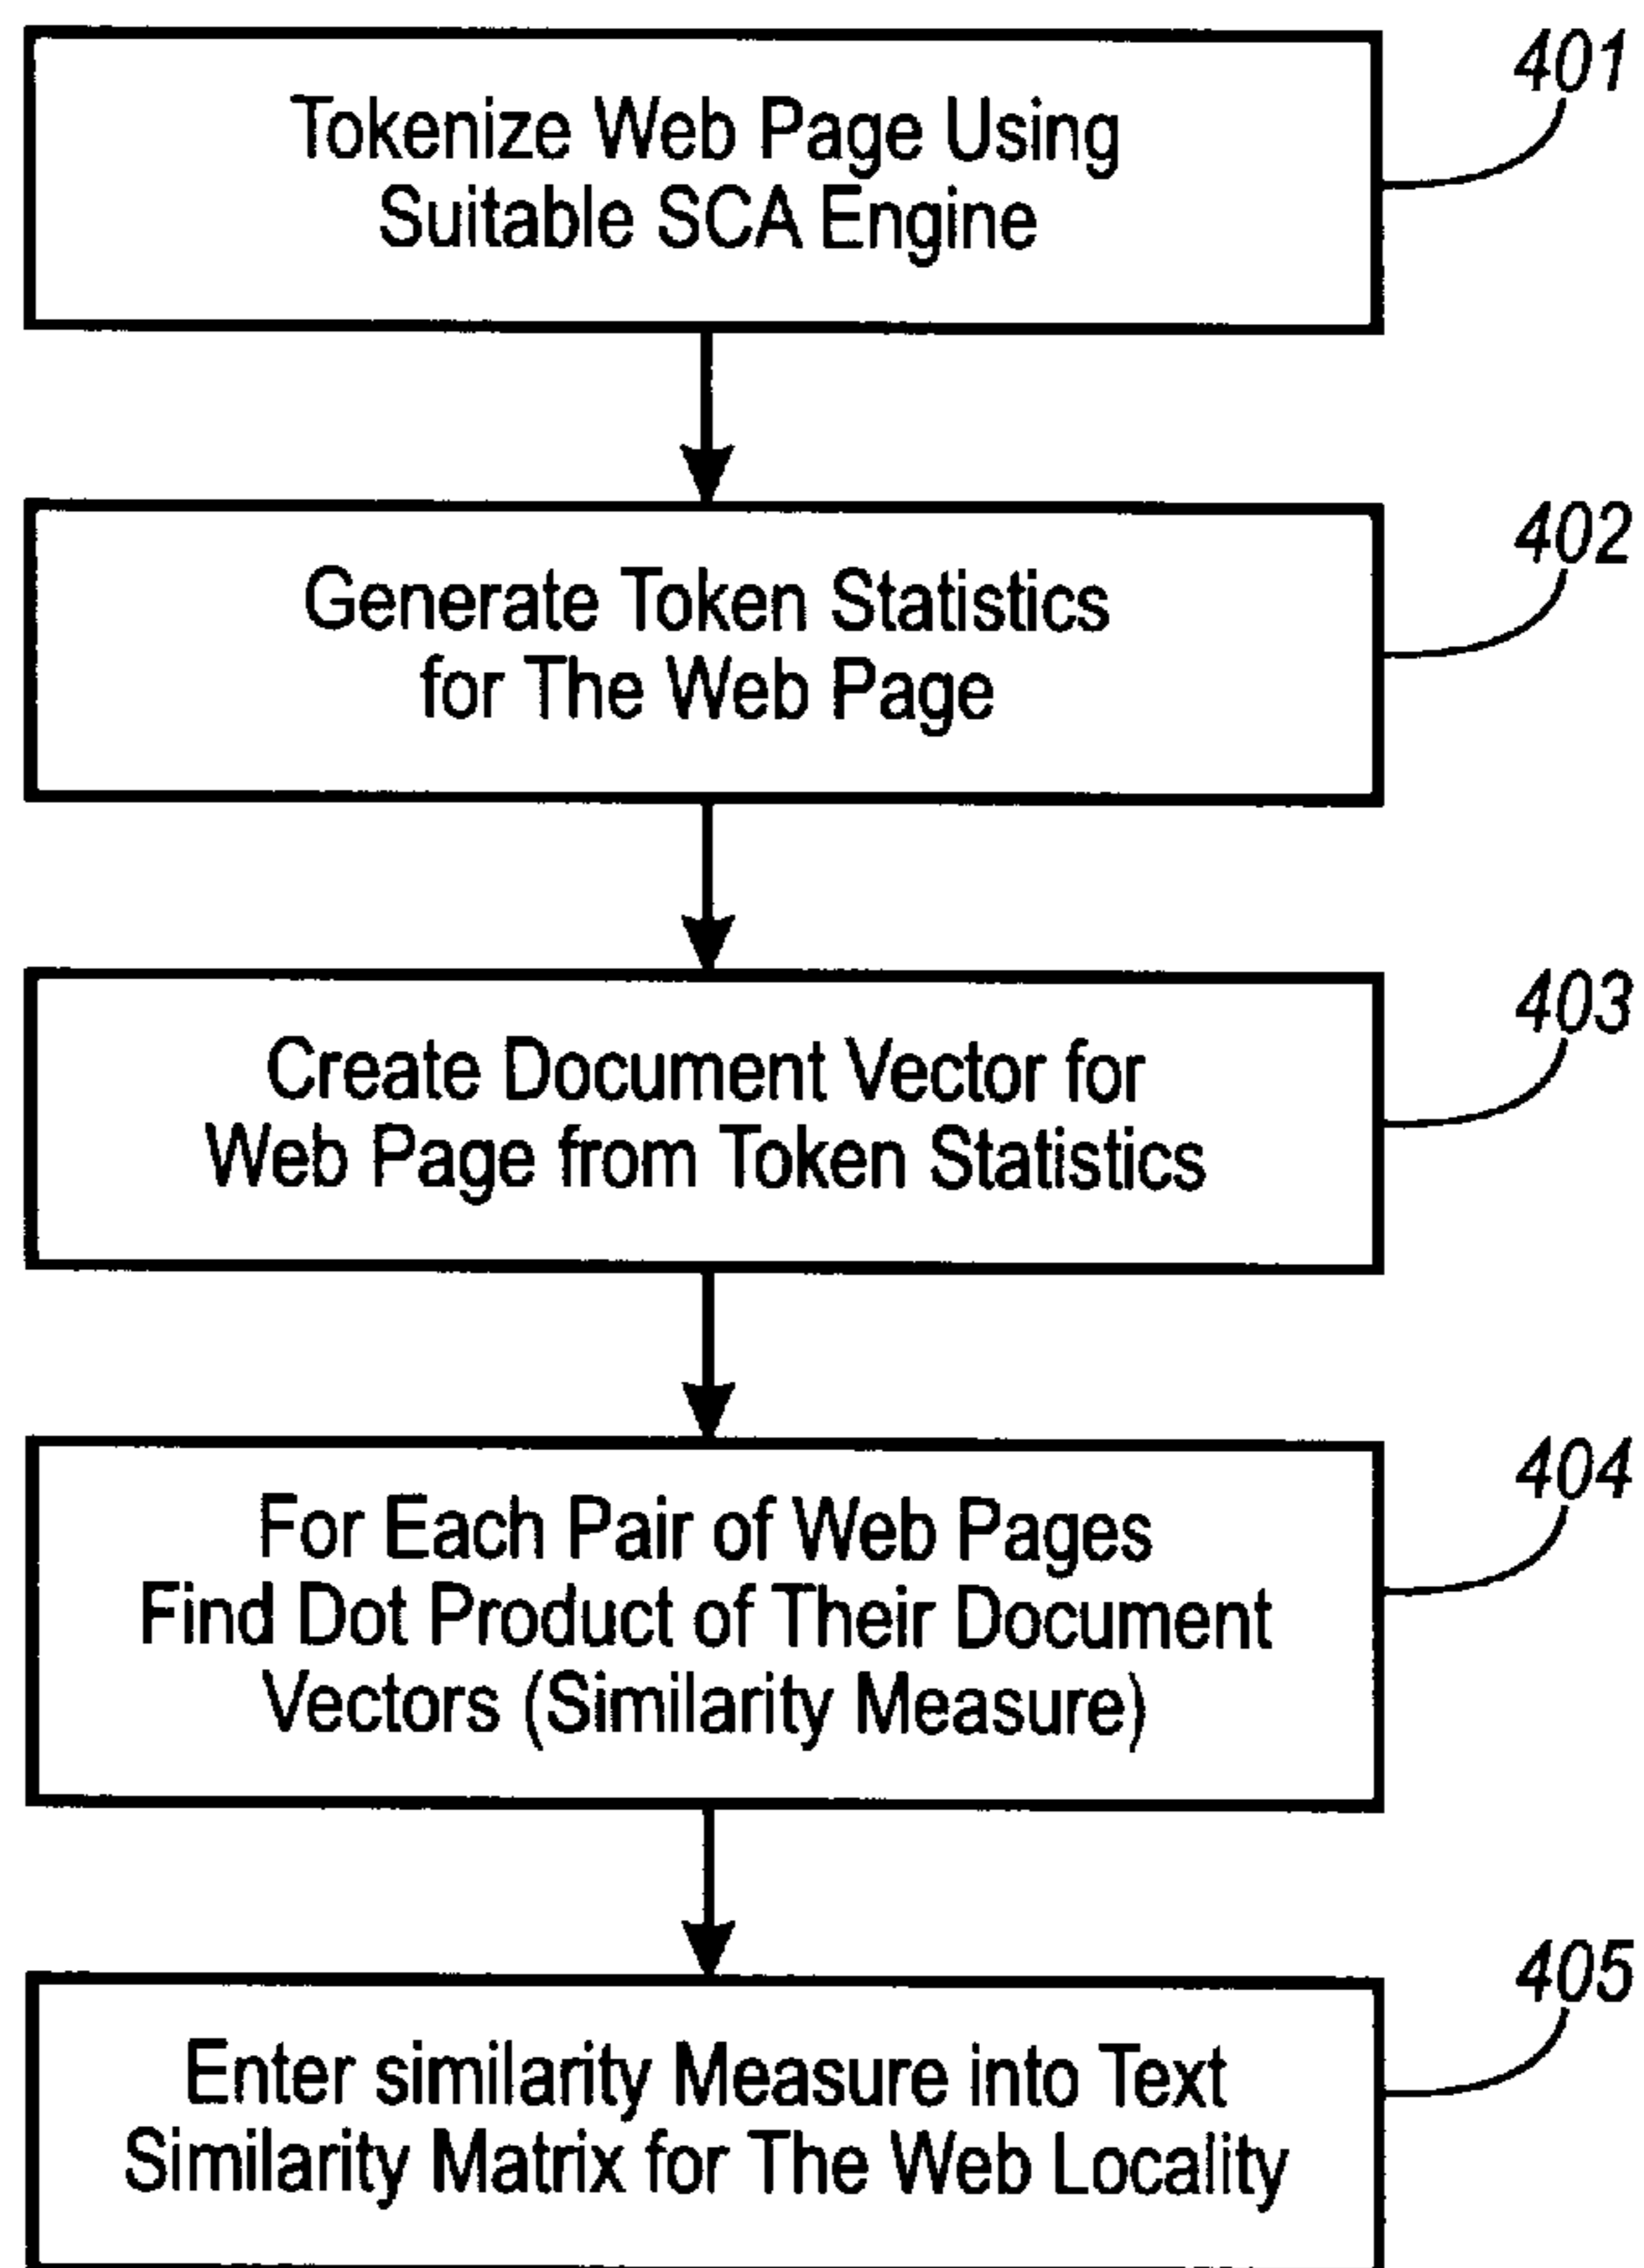 401
Tokenize Web Page Using
Suitable SCA Engine
402
Generate Token Statistics
for The Web Page
403
Create Document Vector for
Web Page from Token Statistics
404
For Each Pair of Web Pages
Find Dot Product of Their Document
Vectors (Similarity Measure)
405
Enter similarity Measure into Text
Similarity Matrix for The Web Locality